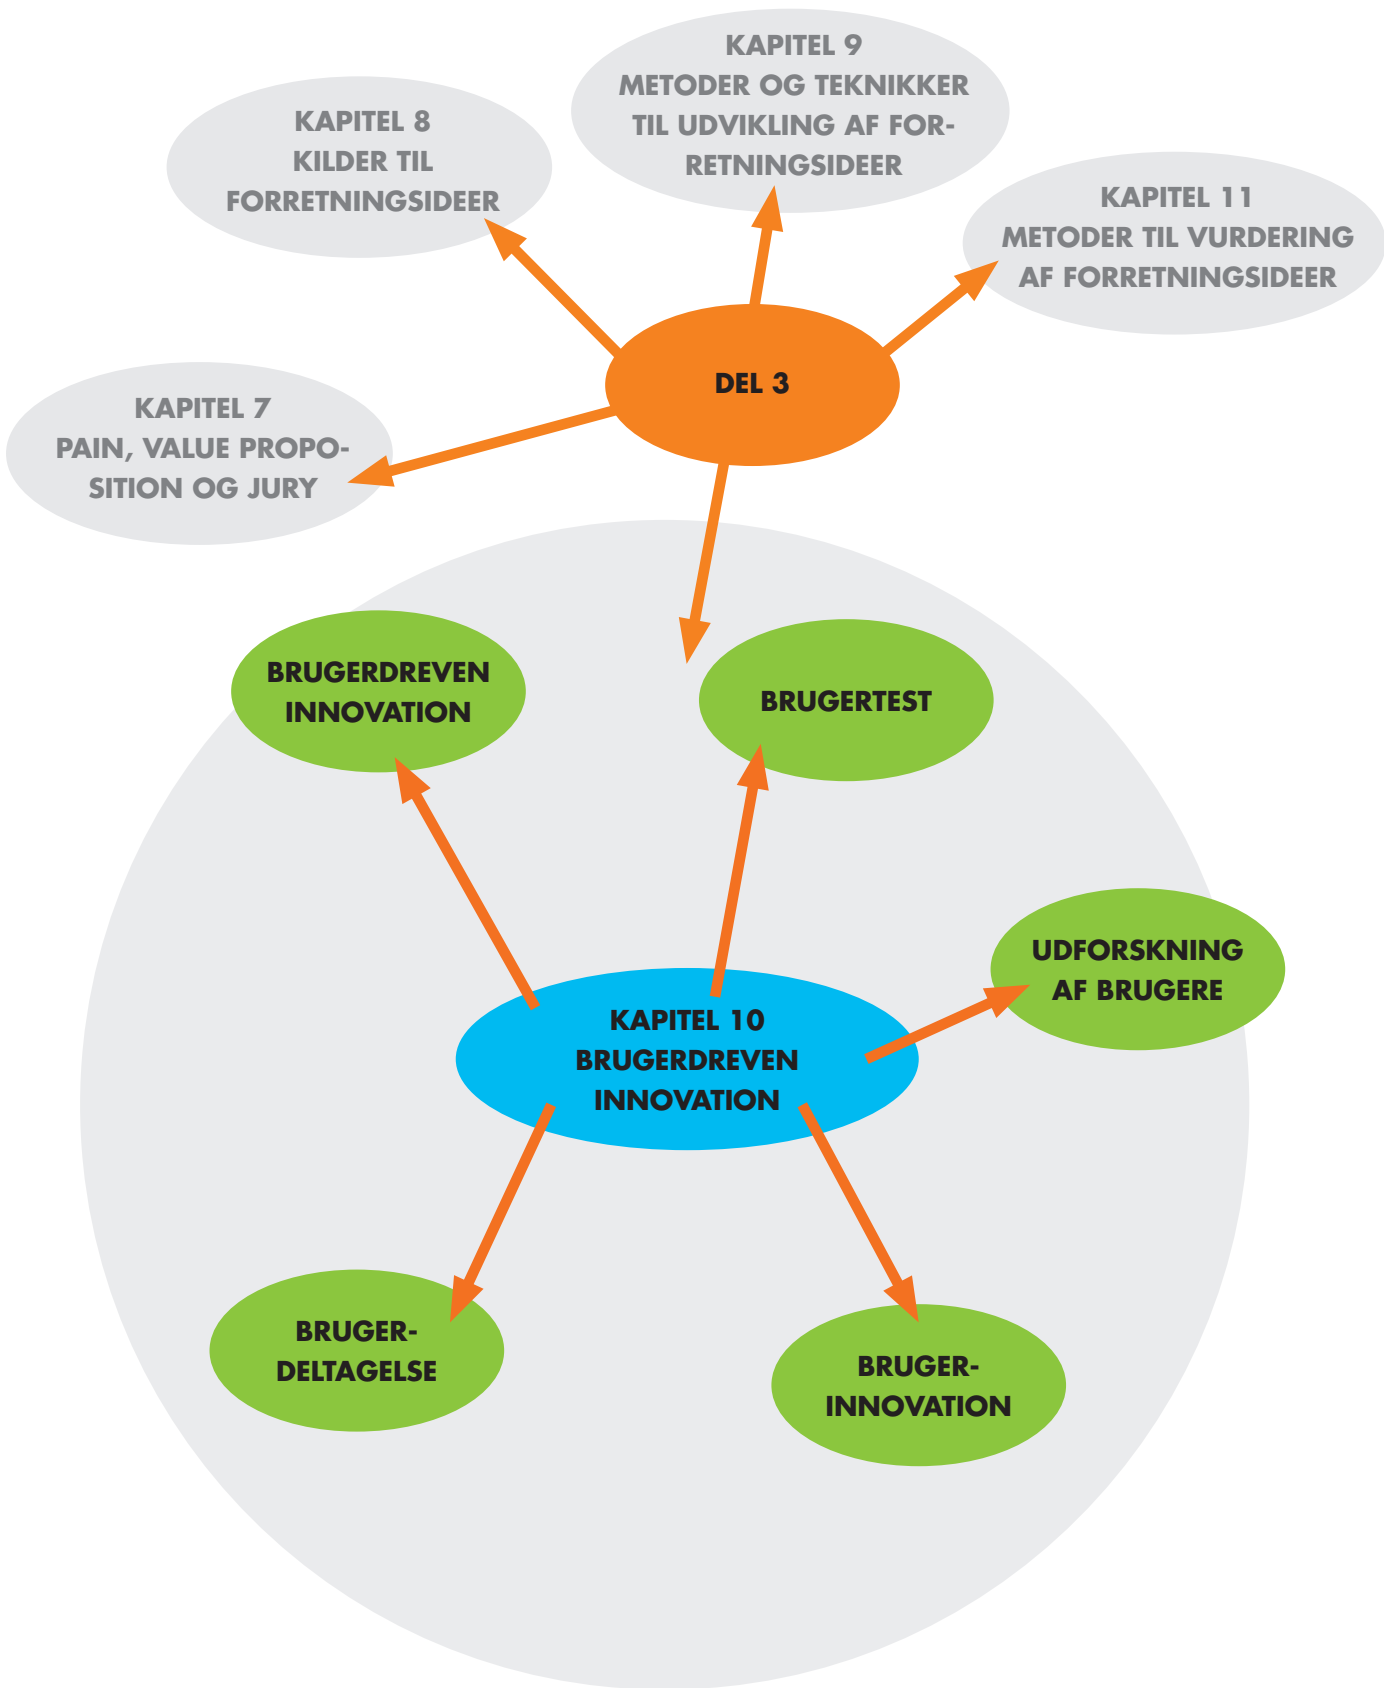 KAPITEL 9
METODER OG TEKNIKKER
TIL UDVIKLING AF FOR-
RETNINGSIDEER
KAPITEL 8
KILDER TIL
FORRETNINGSIDEER
KAPITEL 11
METODER TIL VURDERING
AF FORRETNINGSIDEER
DEL 3
KAPITEL 7
PAIN, VALUE PROPO-
SITION OG JURY
BRUGERDREVEN
INNOVATION
BRUGERTEST
UDFORSKNING
AF BRUGERE
KAPITEL 10
BRUGERDREVEN
INNOVATION
BRUGER-
DELTAGELSE
BRUGER-
INNOVATION